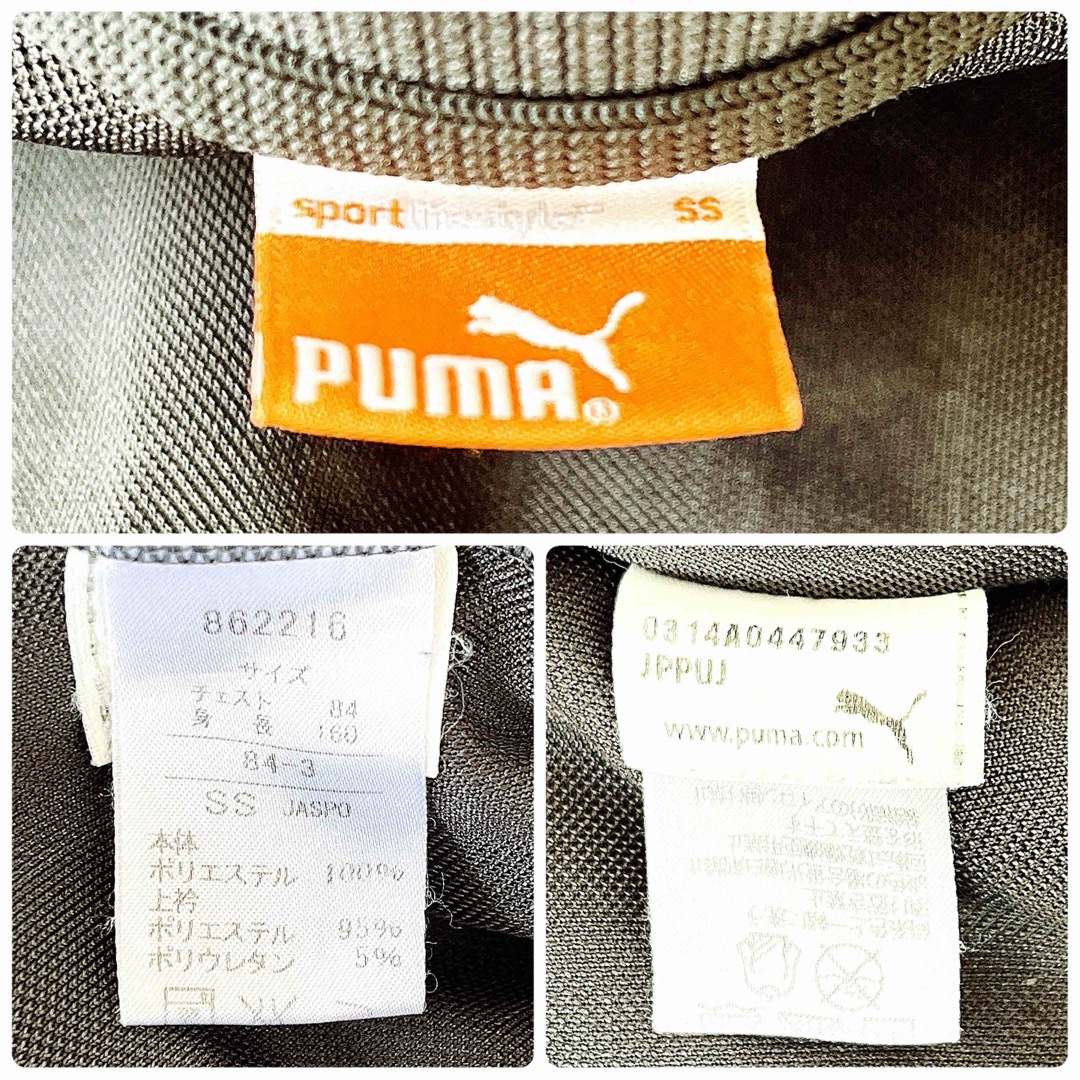 sportlifestyle SS
PUMA®
862216
サイズ
チェスト 84
身長 160
84-3
SS JASPO
本体
ポリエステル 100%
上衿
ポリエステル 95%
ポリウレタン 5%
0314A0447933
JPPUJ
www.puma.com